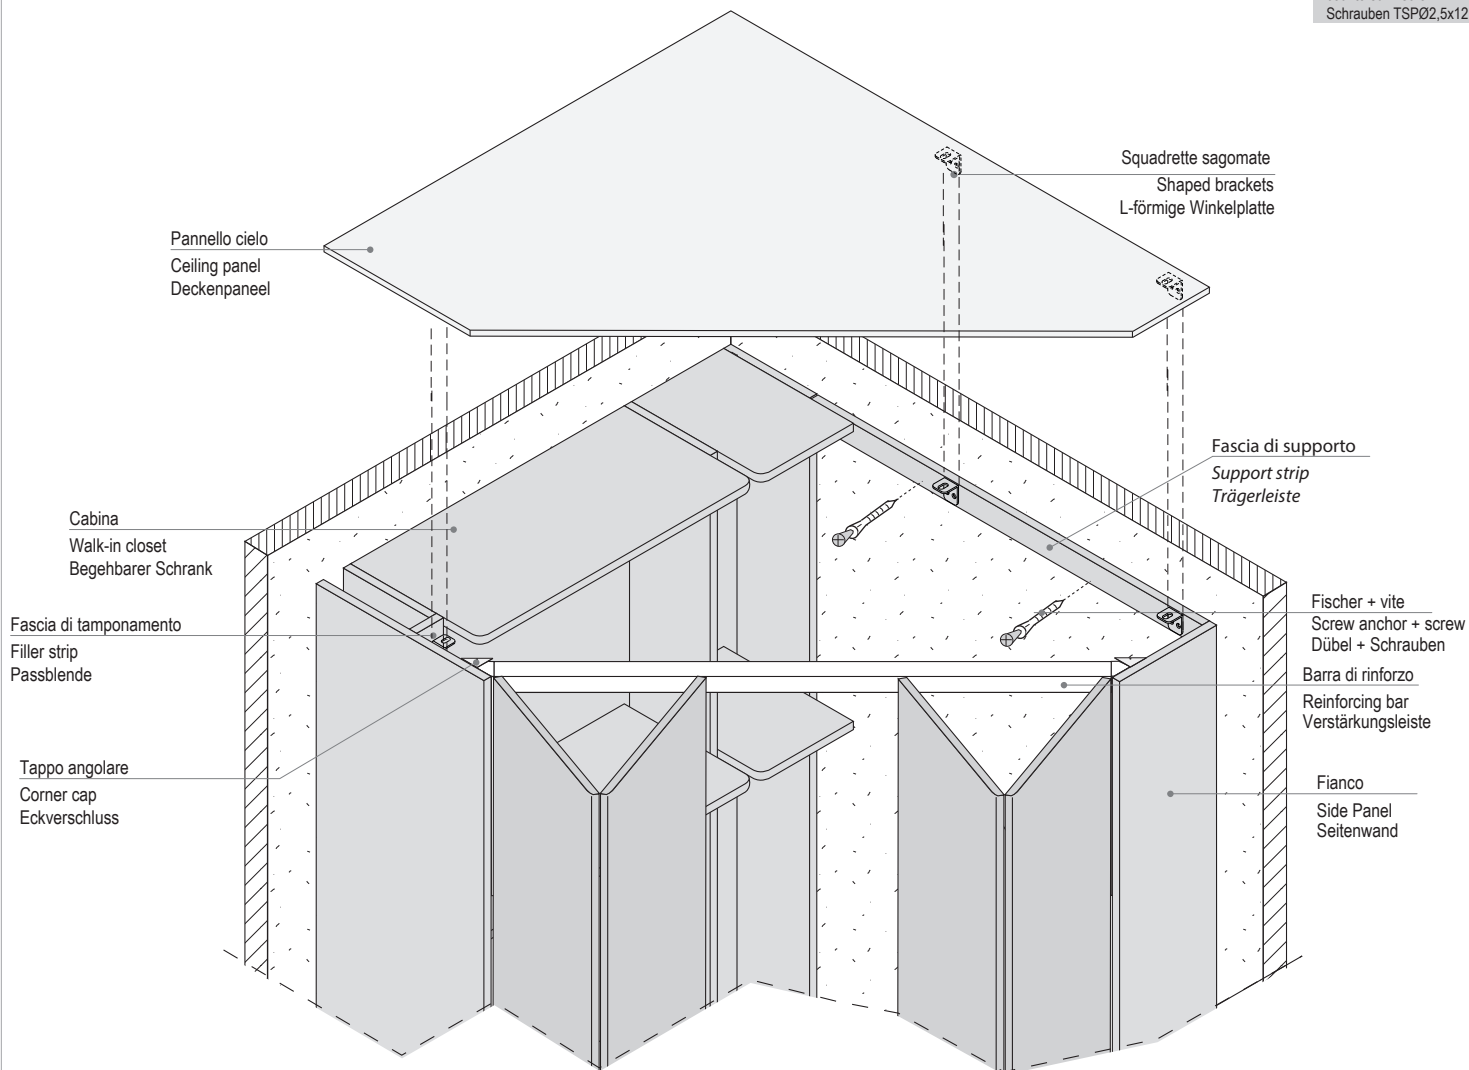 Schrauben TSPØ2,5x12
Squadrette sagomate
Shaped brackets
L-förmige Winkelplatte
Pannello cielo
Ceiling panel
Deckenpaneel
Fascia di supporto
Support strip
Trägerleiste
Cabina
Walk-in closet
Begehbarer Schrank
Fischer + vite
Screw anchor + screw
Dübel + Schrauben
Fascia di tamponamento
Filler strip
Passblende
Barra di rinforzo
Reinforcing bar
Verstärkungsleiste
Tappo angolare
Corner cap
Eckverschluss
Fianco
Side Panel
Seitenwand